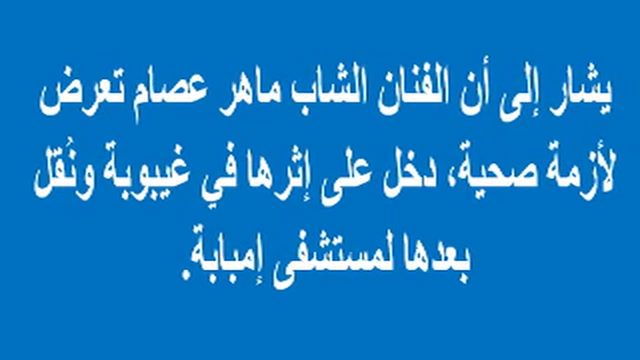 يشار إلى أن الفنان الشاب ماهر عصام تعرض
لأزمة صحية، دخل على إثرها في غيبوبة ونُقل
بعدها لمستشفى إمبابة.